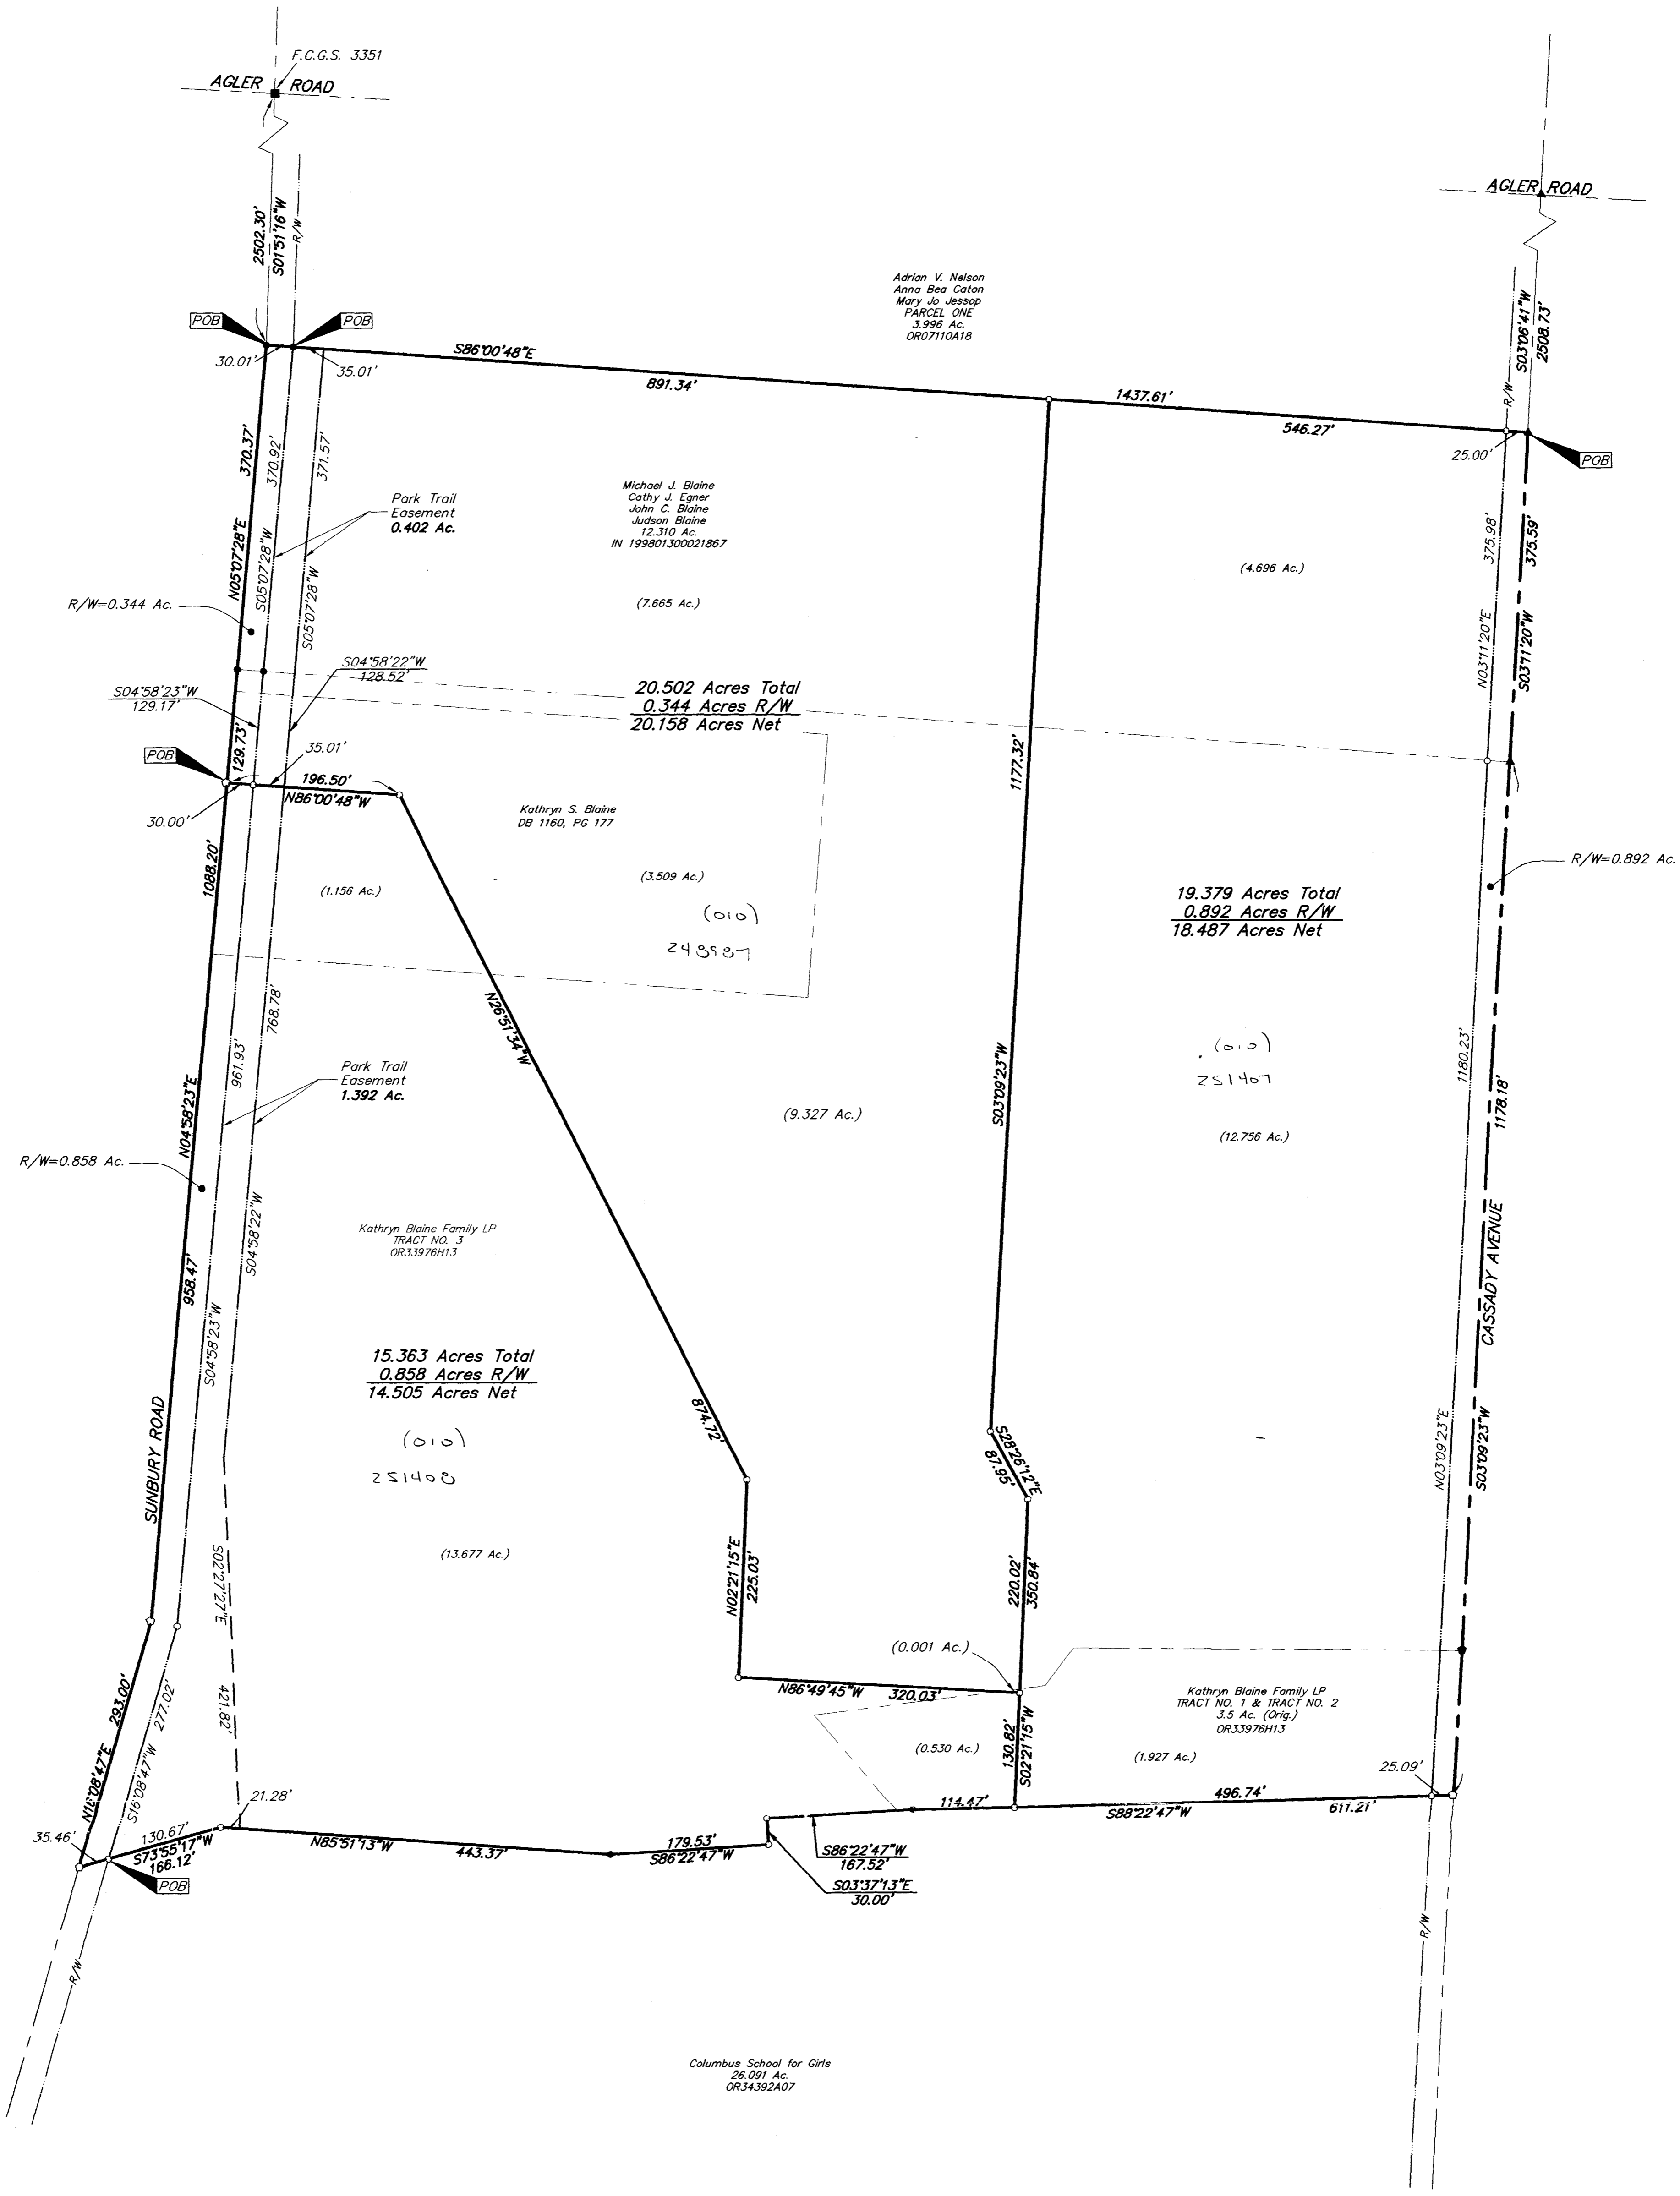 F.C.G.S. 3351
AGLER ROAD
AGLER ROAD
2502.30'
S01°51'16"W
R/W
S03°06'41"W
2508.73'
R/W
Adrian V. Nelson
Anna Bea Caton
Mary Jo Jessop
PARCEL ONE
3.996 Ac.
OR07110A18
POB
POB
30.01'
35.01'
S86°00'48"E
891.34'
1437.61'
546.27'
25.00'
POB
370.37'
N05°07'28"E
370.92'
S05°07'28"W
371.57'
S05°07'28"W
Park Trail
Easement
0.402 Ac.
Michael J. Blaine
Cathy J. Egner
John C. Blaine
Judson Blaine
12.310 Ac.
IN 199801300021867
(7.665 Ac.)
(4.696 Ac.)
375.98'
N03°11'20"E
375.59'
S03°11'20"W
R/W=0.344 Ac.
S04°58'22"W
128.52'
S04°58'23"W
129.17'
20.502 Acres Total
0.344 Acres R/W
20.158 Acres Net
POB
129.73'
35.01'
196.50'
N86°00'48"W
30.00'
1177.32'
S03°09'23"W
Kathryn S. Blaine
DB 1160, PG 177
1088.20'
(1.156 Ac.)
(3.509 Ac.)
(010)
248987
R/W=0.892 Ac.
19.379 Acres Total
0.892 Acres R/W
18.487 Acres Net
768.78'
961.93'
N26°51'34"W
(010)
251407
1180.23'
1178.18'
Park Trail
Easement
1.392 Ac.
(9.327 Ac.)
(12.756 Ac.)
N04°58'23"E
R/W=0.858 Ac.
S04°58'22"W
Kathryn Blaine Family LP
TRACT NO. 3
OR33976H13
958.47'
S04°58'23"W
CASSADY AVENUE
15.363 Acres Total
0.858 Acres R/W
14.505 Acres Net
(010)
251408
874.72'
S28°26'12"E
87.95'
N03°09'23"E
S03°09'23"W
SUNBURY ROAD
(13.677 Ac.)
S02°27'27"E
421.82'
N02°21'15"E
225.03'
220.02'
350.84'
(0.001 Ac.)
N86°49'45"W 320.03'
293.00'
N16°08'47"E
277.02'
S16°08'47"W
Kathryn Blaine Family LP
TRACT NO. 1 & TRACT NO. 2
3.5 Ac. (Orig.)
OR33976H13
(0.530 Ac.)
130.82'
S02°21'15"W
(1.927 Ac.)
25.09'
21.28'
114.47'
496.74'
S88°22'47"W
611.21'
35.46'
130.67'
S73°55'17"W
166.12'
POB
N85°51'13"W
443.37'
179.53'
S86°22'47"W
S86°22'47"W
167.52'
S03°37'13"E
30.00'
R/W
R/W
Columbus School for Girls
26.091 Ac.
OR34392A07